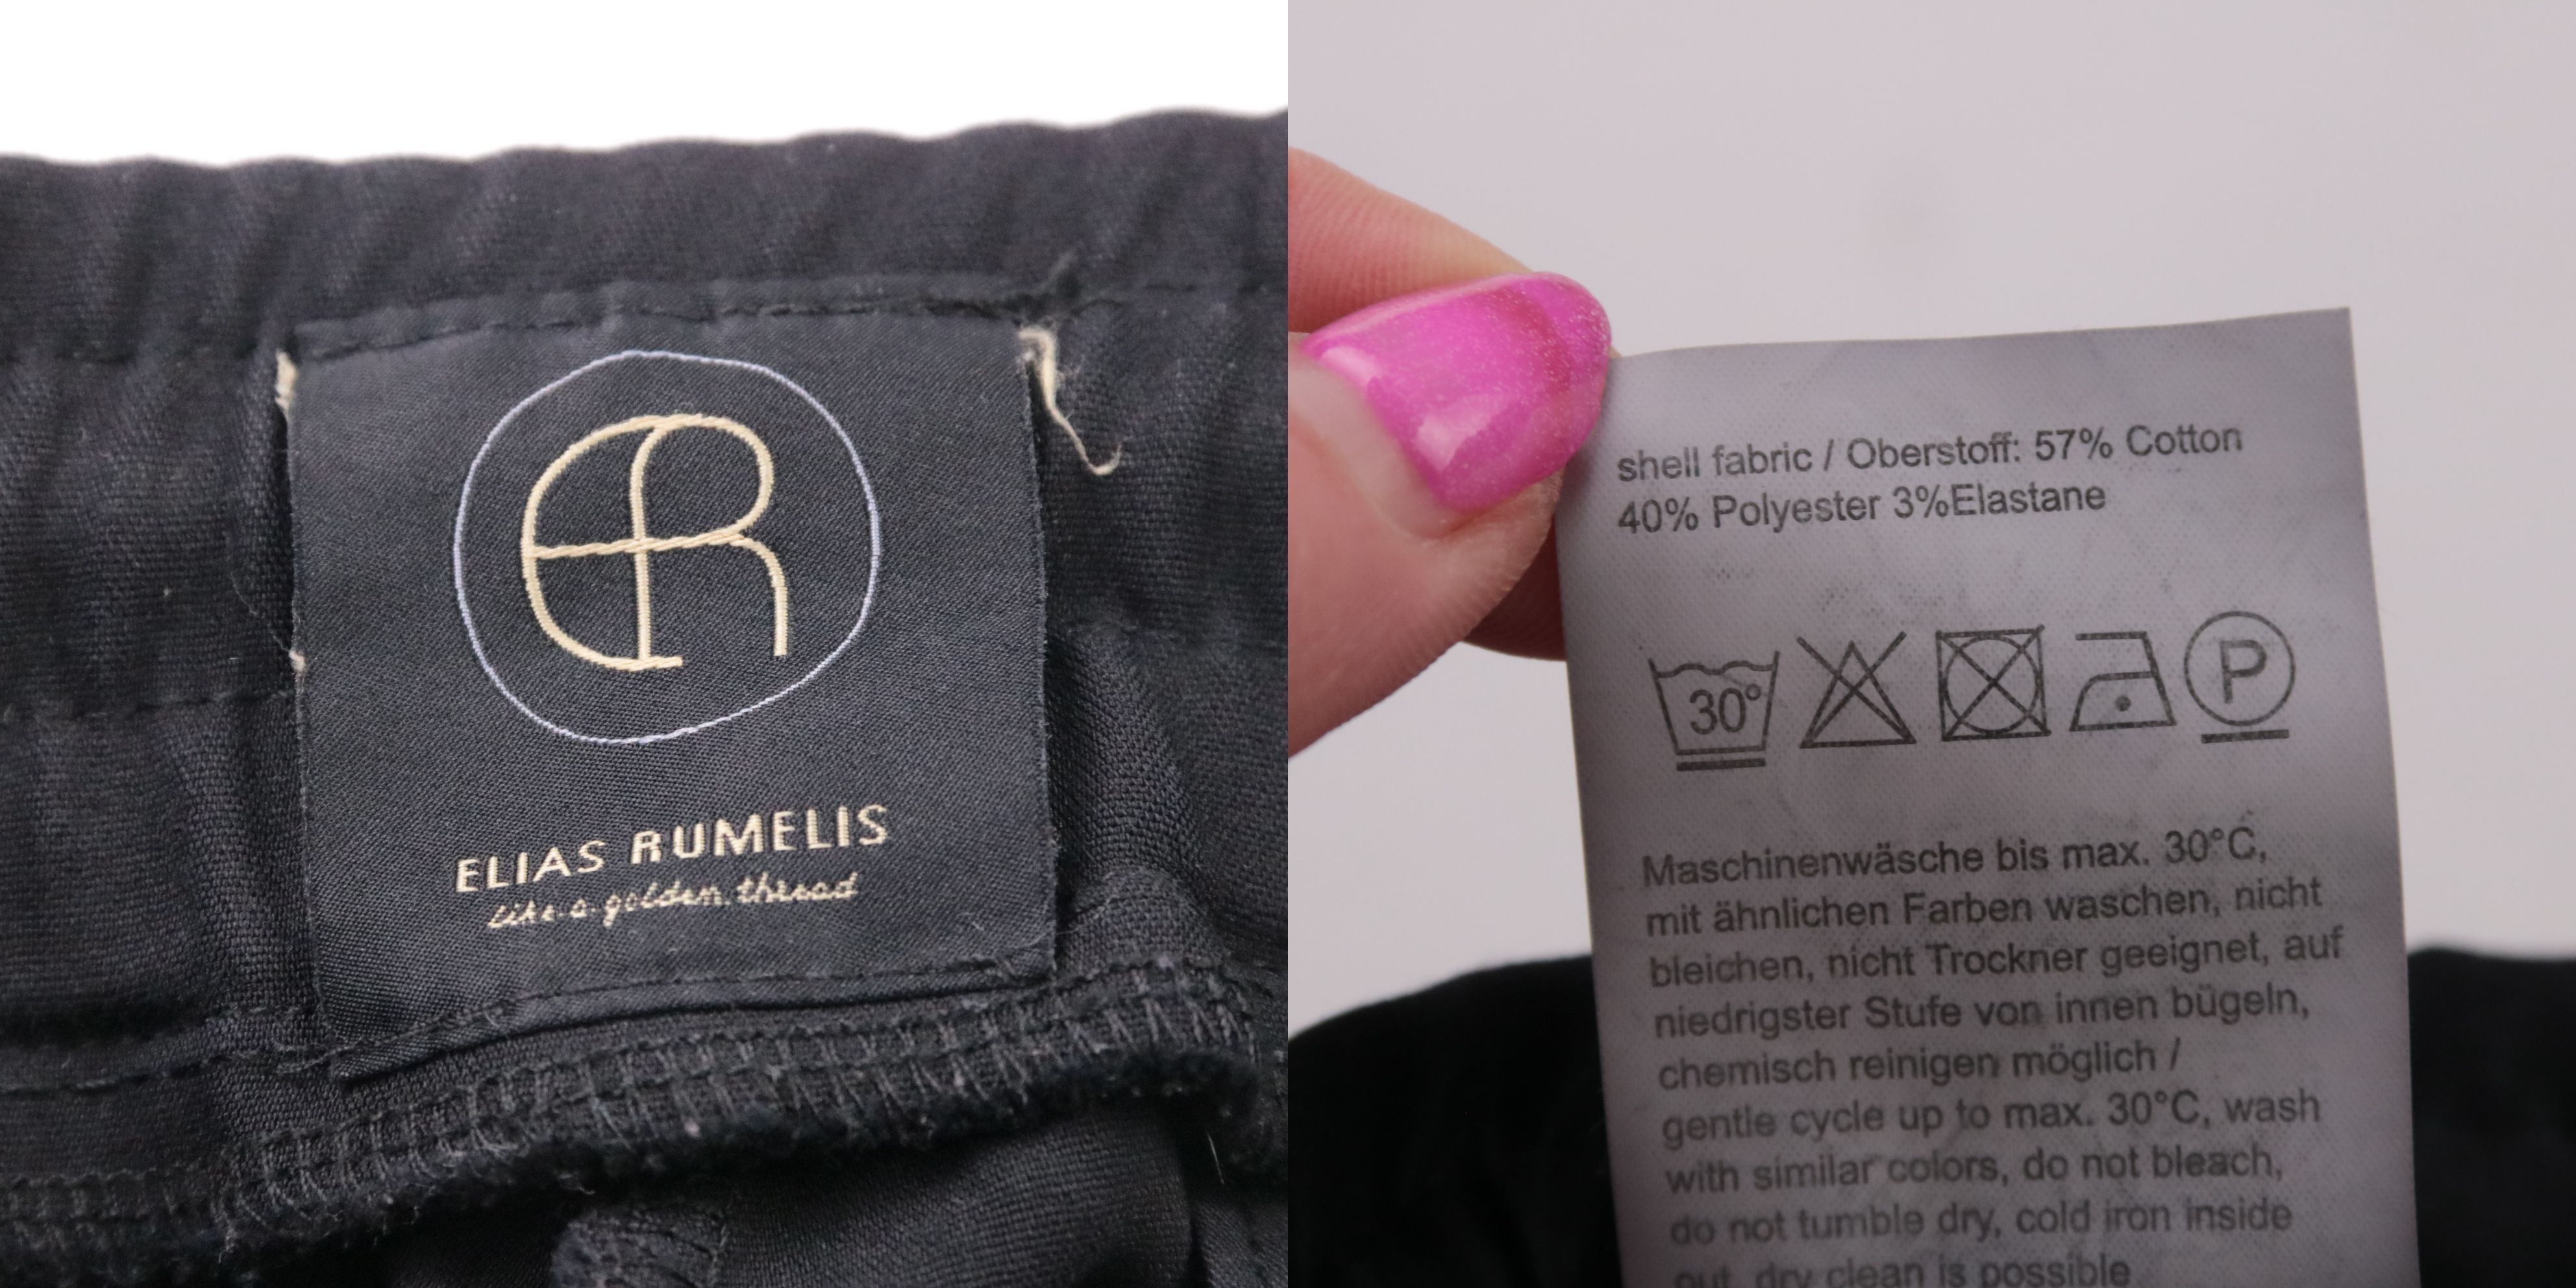 ER
ELIAS RUMELIS
like a golden thread
shell fabric / Oberstoff: 57% Cotton
40% Polyester 3%Elastane
30° P
Maschinenwäsche bis max. 30°C,
mit ähnlichen Farben waschen, nicht
bleichen, nicht Trockner geeignet, auf
niedrigster Stufe von innen bügeln,
chemisch reinigen möglich /
gentle cycle up to max. 30°C, wash
with similar colors, do not bleach,
do not tumble dry, cold iron inside
out, dry clean is possible